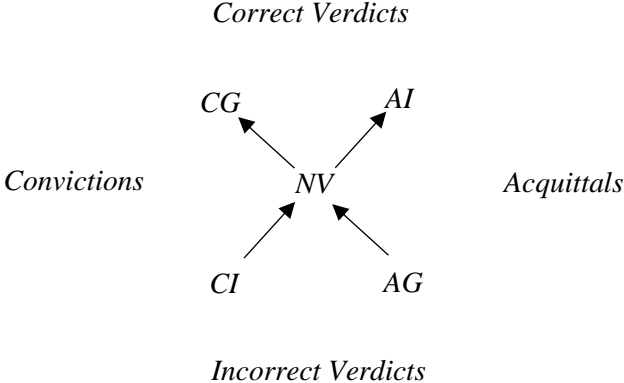 Correct Verdicts
CG AI
Convictions NV Acquittals
CI AG
Incorrect Verdicts